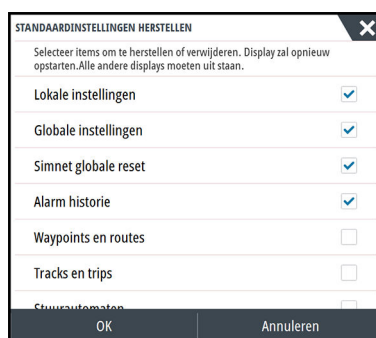 STANDAARDINSTELLINGEN HERSTELLEN
Selecteer items om te herstellen of verwijderen. Display zal opnieuw
opstarten.Alle andere displays moeten uit staan.
Lokale instellingen
Globale instellingen
Simnet globale reset
Alarm historie
Waypoints en routes
Tracks en trips
Stuurautomaten
OK
Annuleren